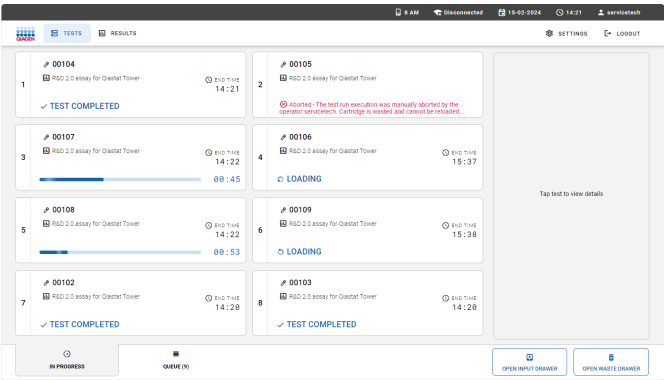 8 AM Disconnected 15-02-2024 14:21 servicetech
QIAGEN TESTS RESULTS SETTINGS LOGOUT
1
00104
R&D 2.0 assay for Qiastat Tower
END TIME
14:21
TEST COMPLETED
2
00105
R&D 2.0 assay for Qiastat Tower
Aborted - The test run execution was manually aborted by the
operator servicetech. Cartridge is wasted and cannot be reloaded...
3
00107
R&D 2.0 assay for Qiastat Tower
END TIME
14:22
00:45
4
00106
R&D 2.0 assay for Qiastat Tower
END TIME
15:37
LOADING
5
00108
R&D 2.0 assay for Qiastat Tower
END TIME
14:22
00:53
6
00109
R&D 2.0 assay for Qiastat Tower
END TIME
15:38
LOADING
7
00102
R&D 2.0 assay for Qiastat Tower
END TIME
14:20
TEST COMPLETED
8
00103
R&D 2.0 assay for Qiastat Tower
END TIME
14:20
TEST COMPLETED
Tap test to view details
IN PROGRESS
QUEUE (9)
OPEN INPUT DRAWER
OPEN WASTE DRAWER